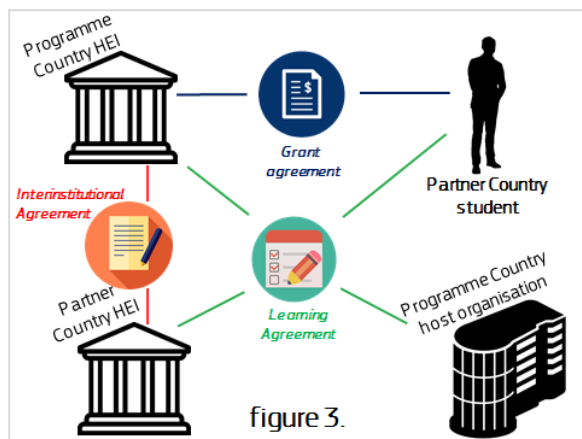 Programme
Country HEI
$
Grant
agreement
Partner Country
student
Interinstitutional
Agreement
Partner
Country HEI
Learning
Agreement
Programme Country
host organisation
figure 3.